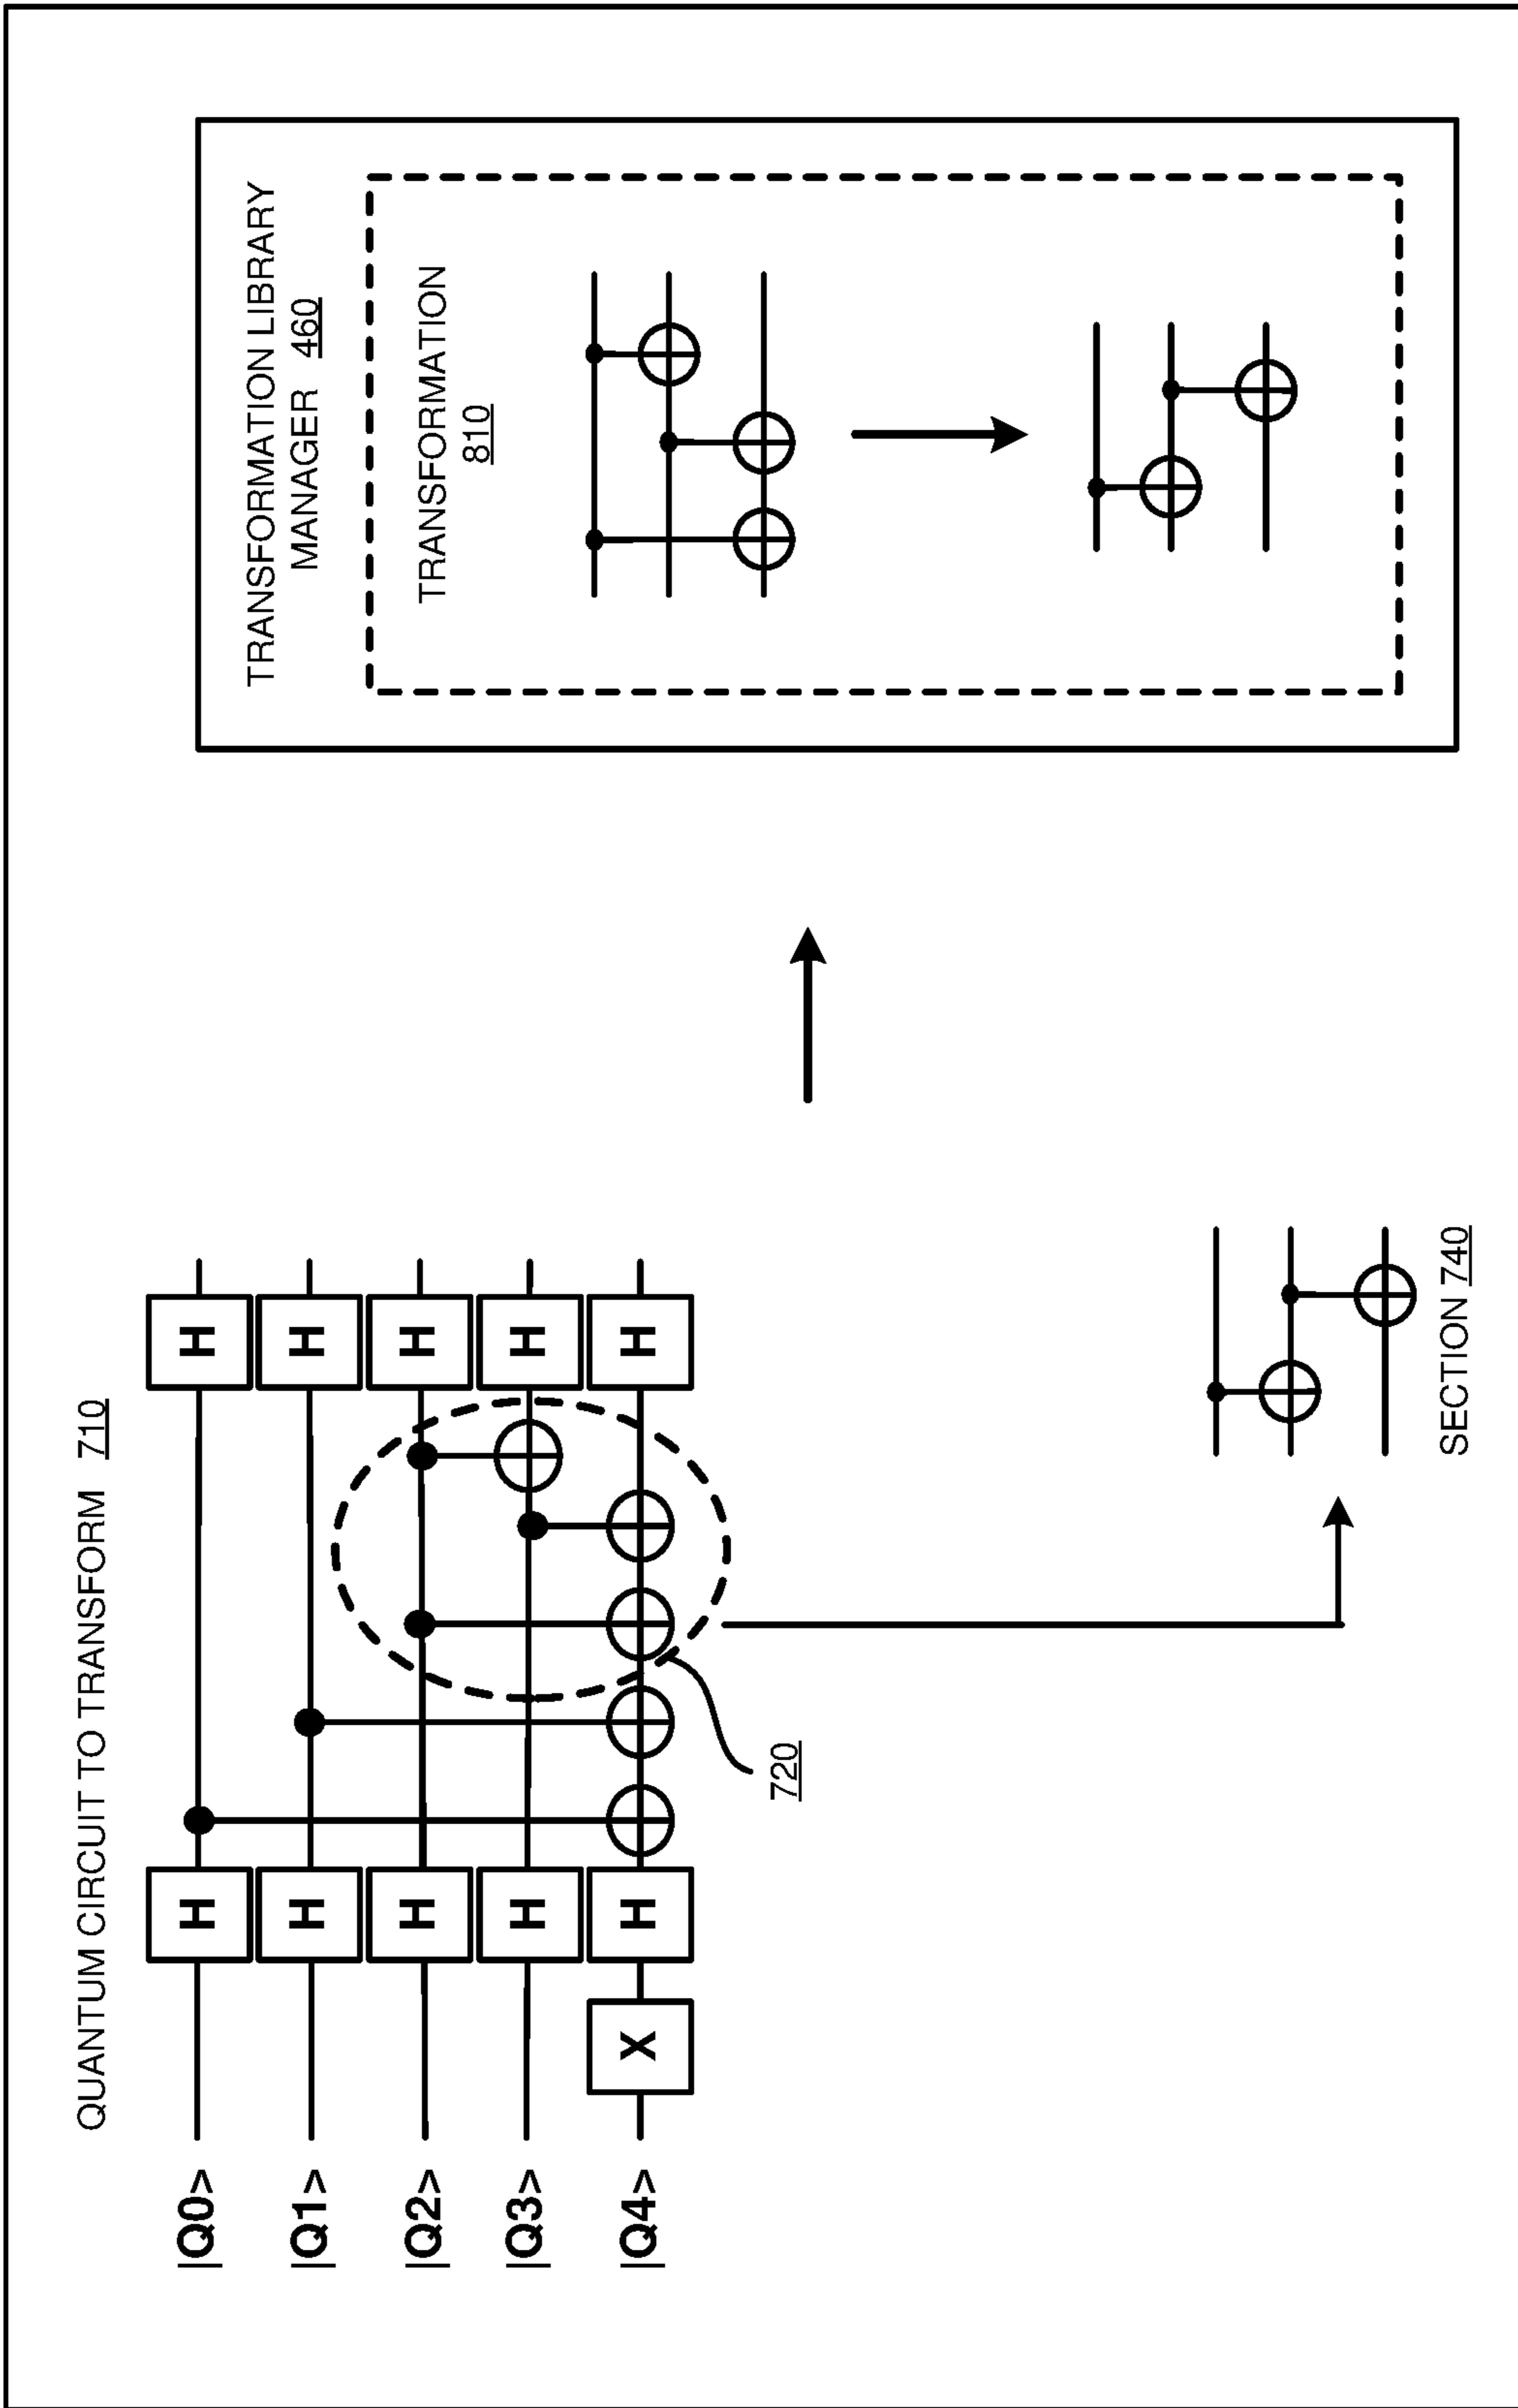 QUANTUM CIRCUIT TO TRANSFORM 710
|Q0> H H
|Q1> H H
|Q2> H H
|Q3> H H
|Q4> X H H
720
SECTION 740
TRANSFORMATION LIBRARY
MANAGER 460
TRANSFORMATION
810